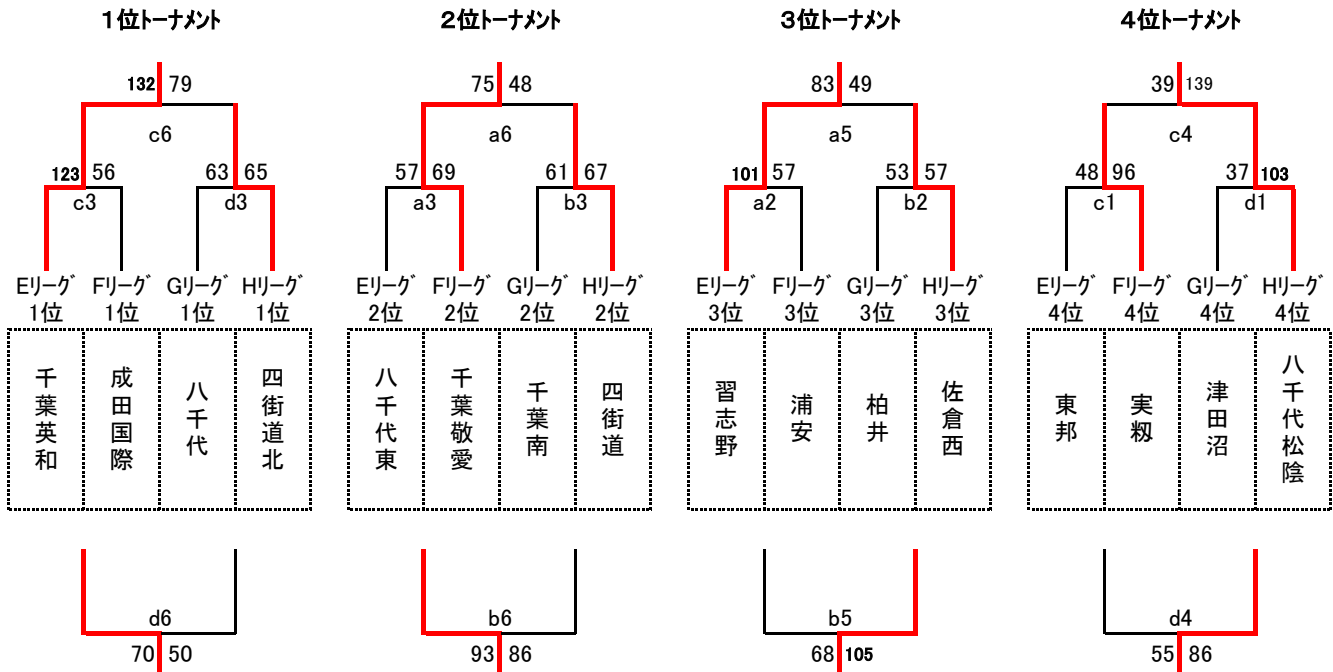 1位トーナメント 2位トーナメント 3位トーナメント 4位トーナメント
132 79 75 48 83 49 39 139
c6 a6 a5 c4
123 56 63 65 57 69 61 67 101 57 53 57 48 96 37 103
c3 d3 a3 b3 a2 b2 c1 d1
Eリーグ Fリーグ Gリーグ Hリーグ Eリーグ Fリーグ Gリーグ Hリーグ Eリーグ Fリーグ Gリーグ Hリーグ Eリーグ Fリーグ Gリーグ Hリーグ
1位 1位 1位 1位 2位 2位 2位 2位 3位 3位 3位 3位 4位 4位 4位 4位
千葉英和
成田国際
八千代
四街道北
八千代東
千葉敬愛
千葉南
四街道
習志野
浦安
柏井
佐倉西
東邦
実籾
津田沼
八千代松陰
d6 b6 b5 d4
70 50 93 86 68 105 55 86